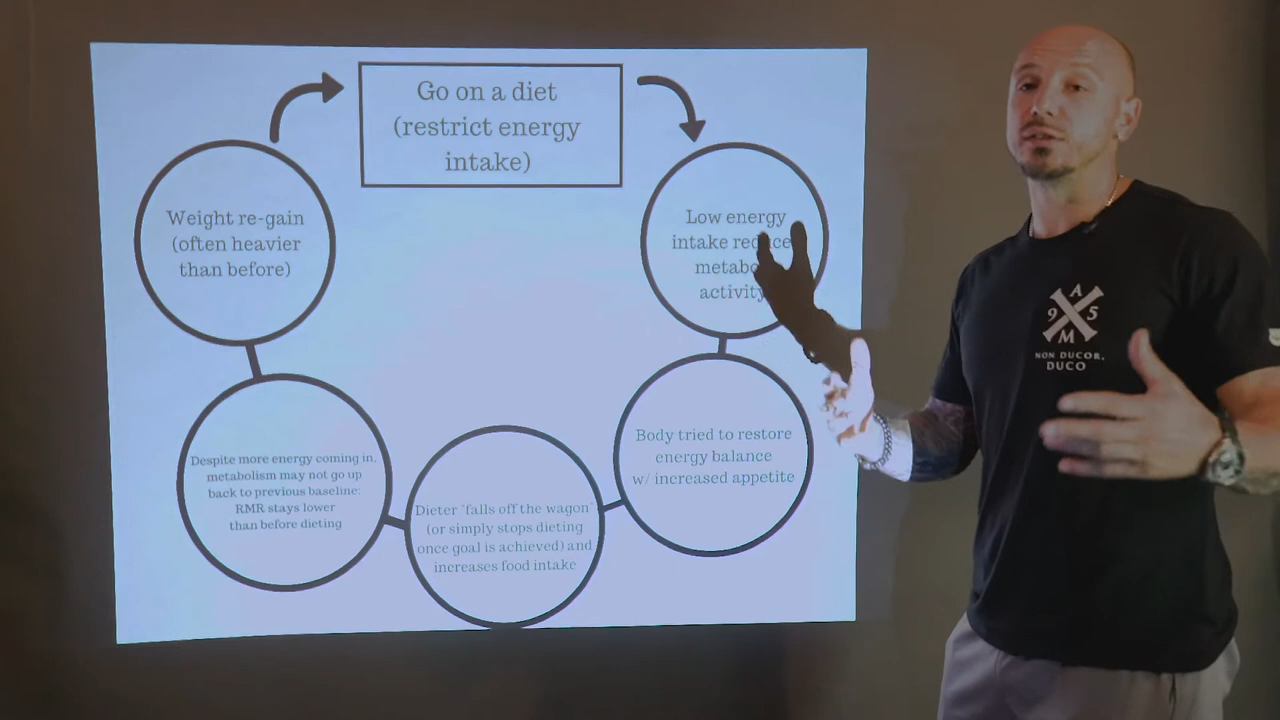 Go on a diet
(restrict energy
intake)
Low energy
intake
activity
Body tried to restore
energy balance
w/ increased appetite
Dieter "falls off the wagon"
(or simply stops dieting
once goal is achieved) and
increases food intake
Despite more energy coming in,
metabolism may not go up
back to previous baseline:
RMR stays lower
than before dieting
Weight re-gain
(often heavier
than before)
A
9 5
M
NON DUCOR,
DUCO